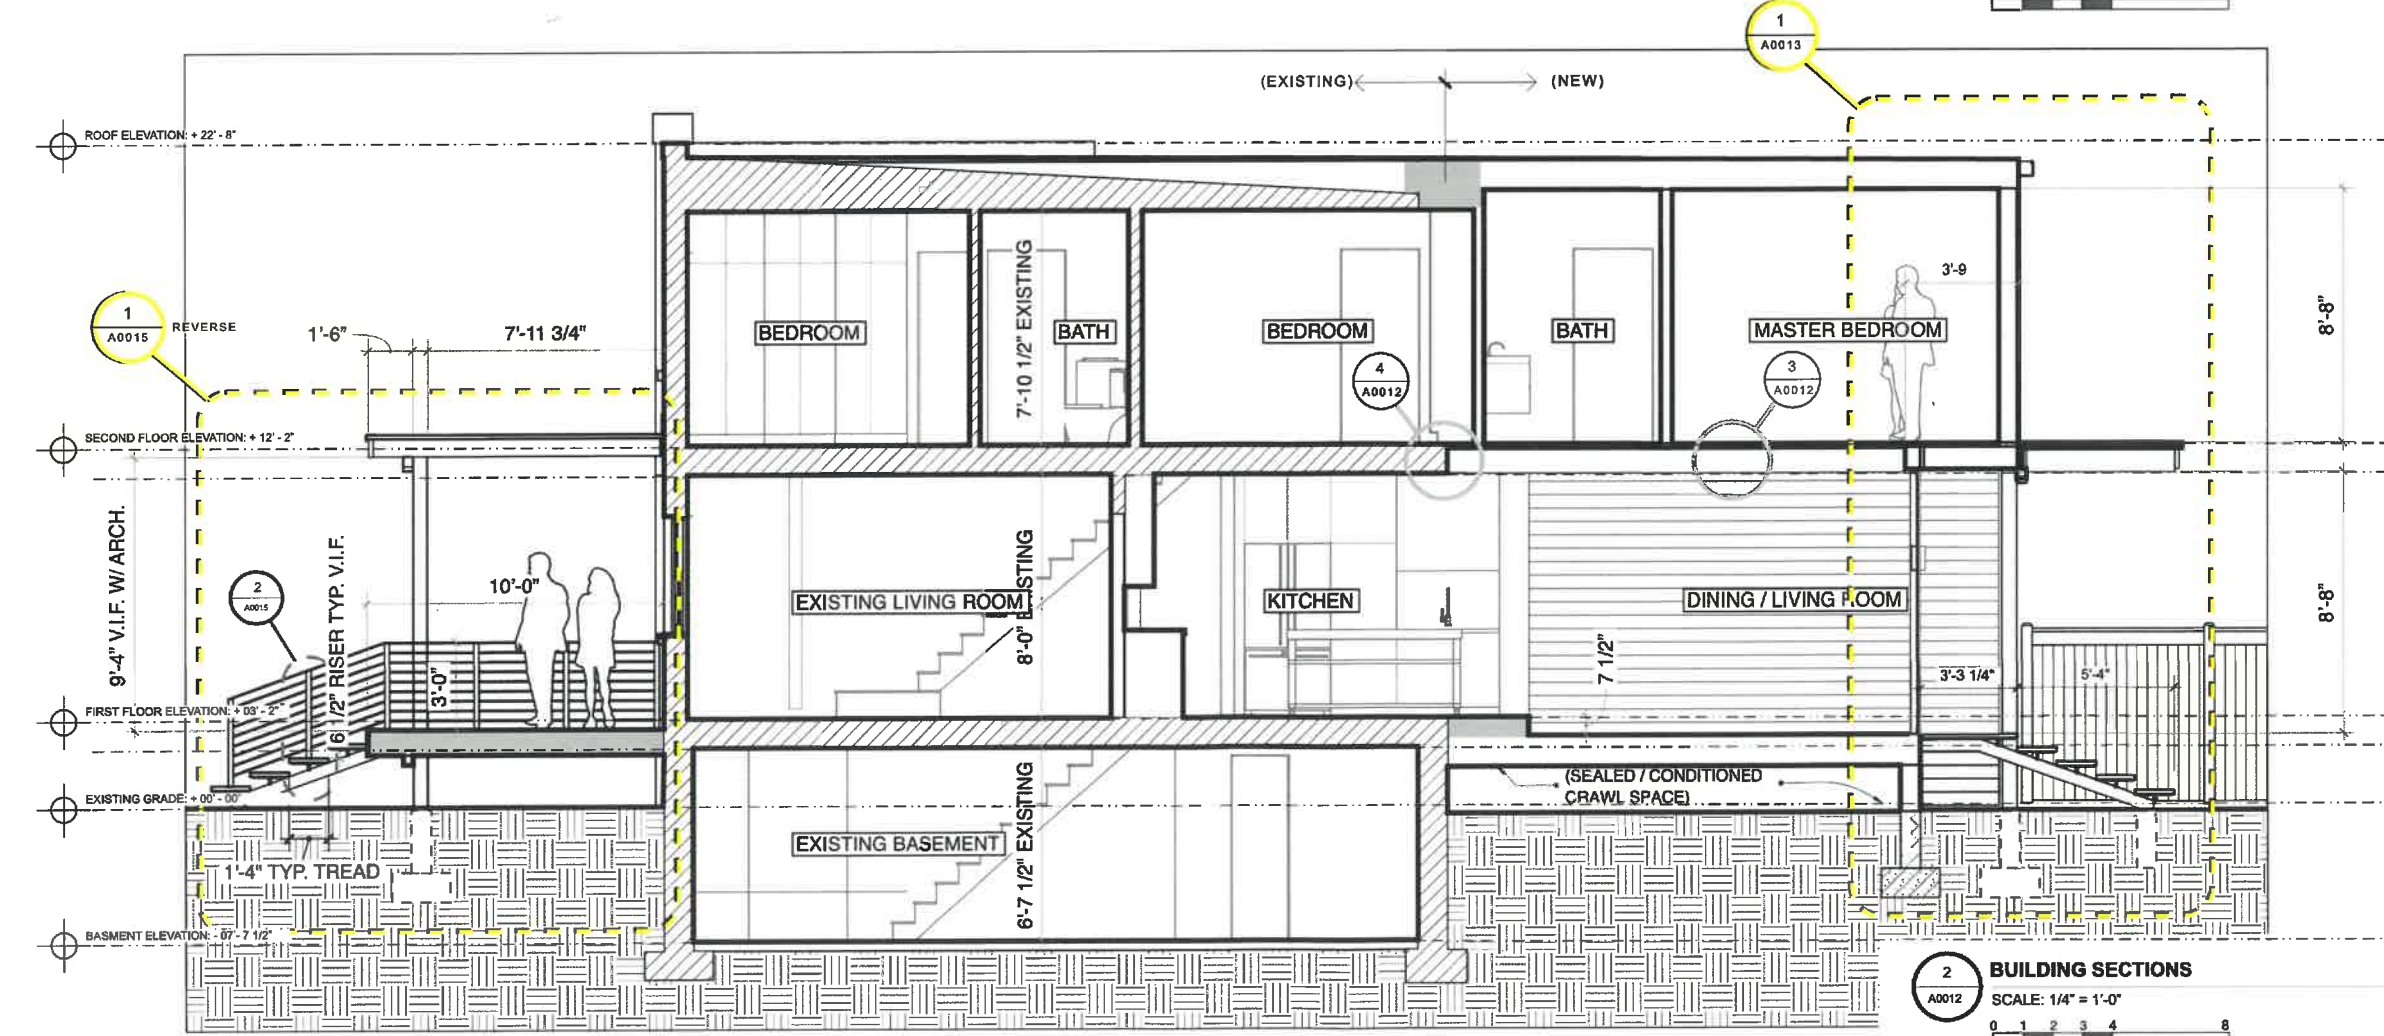 1
A0013
(EXISTING) (NEW)
ROOF ELEVATION: + 22' - 8"
1
A0015
REVERSE
1'-6"
7'-11 3/4"
BEDROOM
7'-10 1/2" EXISTING
BATH
BEDROOM
BATH
MASTER BEDROOM
3'-9
8'-8"
4
A0012
3
A0012
SECOND FLOOR ELEVATION: + 12' - 2"
9'-4" V.I.F. W/ ARCH.
2
A0015
6 1/2" RISER TYP. V.I.F.
10'-0"
3'-0"
EXISTING LIVING ROOM
8'-0" EXISTING
KITCHEN
DINING / LIVING ROOM
7 1/2"
3'-3 1/4"
5'-4"
8'-8"
FIRST FLOOR ELEVATION: + 03' - 2"
(SEALED / CONDITIONED
CRAWL SPACE)
EXISTING GRADE: + 00' - 00"
1'-4" TYP. TREAD
EXISTING BASEMENT
6'-7 1/2" EXISTING
BASMENT ELEVATION: - 07' - 7 1/2"
2
A0012
BUILDING SECTIONS
SCALE: 1/4" = 1'-0"
0 1 2 3 4 8